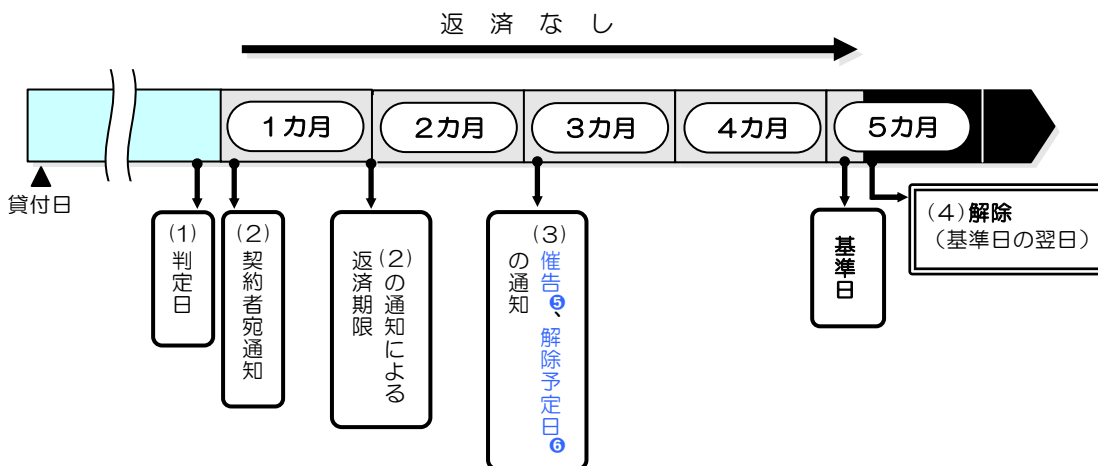 返済なし
1カ月
2カ月
3カ月
4カ月
5カ月
貸付日
(1)
判定日
(2)
契約者宛通知
(2)の通知による
返済期限
(3)
催告❺、解除予定日❻
の通知
基準日
(4)解除
（基準日の翌日）